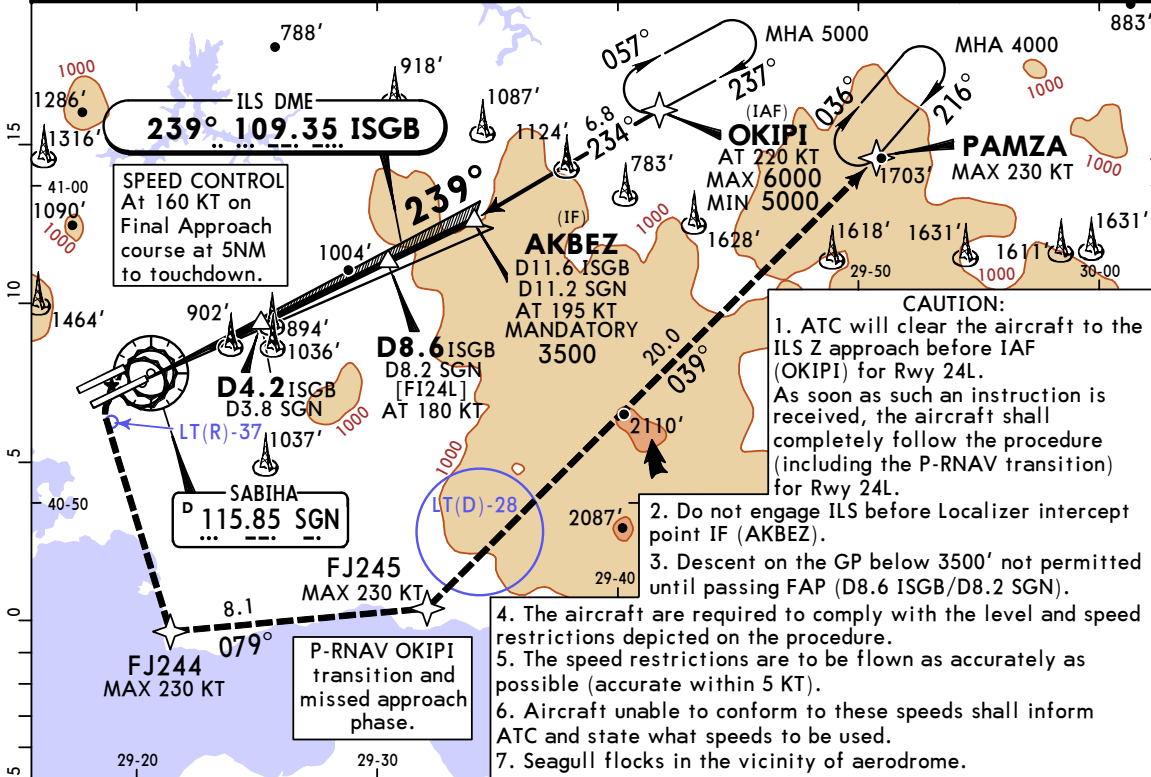 788'
883'
MHA 5000
MHA 4000
057°
237°
036°
216°
1000
1286'
1316'
918'
1087'
1124'
ILS DME
239° 109.35 ISGB
6.8
234°
(IAF)
OKIPI
AT 220 KT
MAX 6000
MIN 5000
PAMZA
MAX 230 KT
1703'
1000
1000
15
41-00
1090'
1000
SPEED CONTROL
At 160 KT on
Final Approach
course at 5NM
to touchdown.
239°
783'
1000
1628'
1618'
1631'
1611'
1631'
1000
29-50
30-00
(IF)
AKBEZ
D11.6 ISGB
D11.2 SGN
AT 195 KT
MANDATORY
3500
1004'
10
1464'
902'
894'
1036'
D8.6 ISGB
D8.2 SGN
[FI24L]
AT 180 KT
D4.2 ISGB
D3.8 SGN
1000
20.0
039°
2110'
LT(R)-37
1037'
1000
5
40-50
SABIHA
D 115.85 SGN
LT(D)-28
2087'
29-40
FJ245
MAX 230 KT
0
8.1
079°
FJ244
MAX 230 KT
P-RNAV OKIPI
transition and
missed approach
phase.
5
29-20
29-30
CAUTION:
1. ATC will clear the aircraft to the
ILS Z approach before IAF
(OKIPI) for Rwy 24L.
As soon as such an instruction is
received, the aircraft shall
completely follow the procedure
(including the P-RNAV transition)
for Rwy 24L.
2. Do not engage ILS before Localizer intercept
point IF (AKBEZ).
3. Descent on the GP below 3500' not permitted
until passing FAP (D8.6 ISGB/D8.2 SGN).
4. The aircraft are required to comply with the level and speed
restrictions depicted on the procedure.
5. The speed restrictions are to be flown as accurately as
possible (accurate within 5 KT).
6. Aircraft unable to conform to these speeds shall inform
ATC and state what speeds to be used.
7. Seagull flocks in the vicinity of aerodrome.